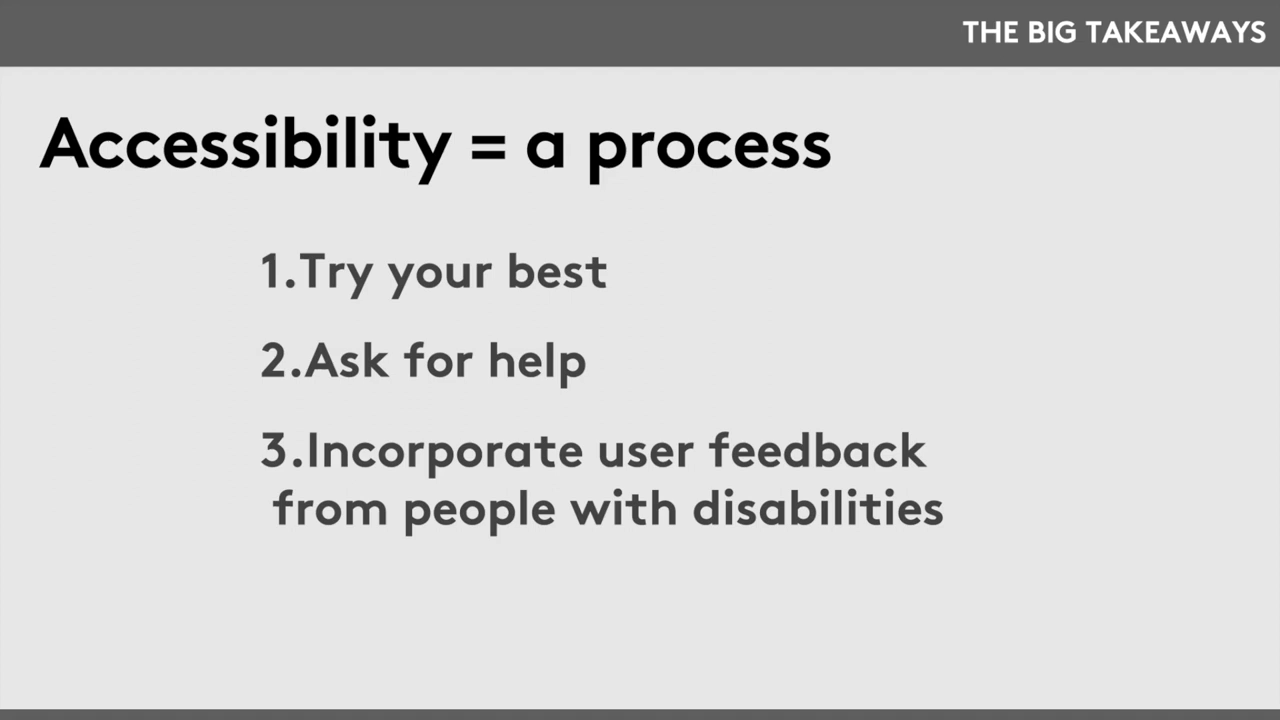 THE BIG TAKEAWAYS
Accessibility = a process
1.Try your best
2.Ask for help
3.Incorporate user feedback
from people with disabilities